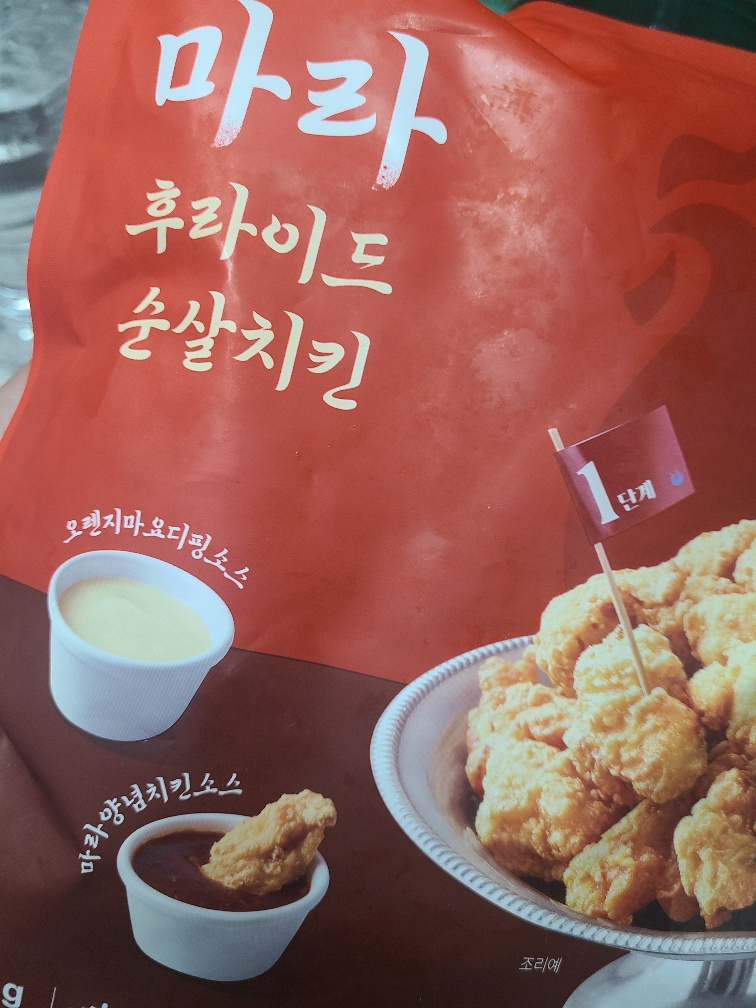 마라
후라이드
순살치킨
1단계
오렌지마요디핑소스
마라양념치킨소스
조리예
g